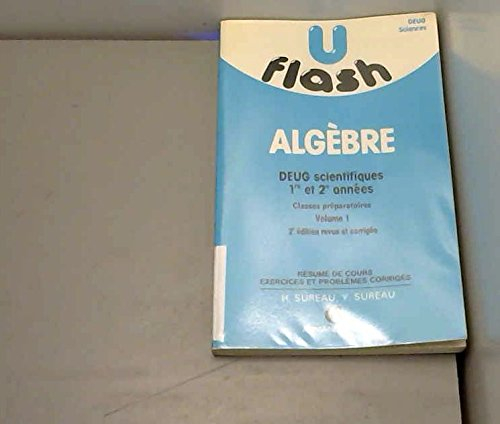 DEUG
Sciences
U
flash
ALGÈBRE
DEUG scientifiques
1re et 2e années
Classes préparatoires
Volume 1
2e édition revue et corrigée
RÉSUMÉ DE COURS
EXERCICES ET PROBLÈMES CORRIGÉS
H. SUREAU, Y. SUREAU